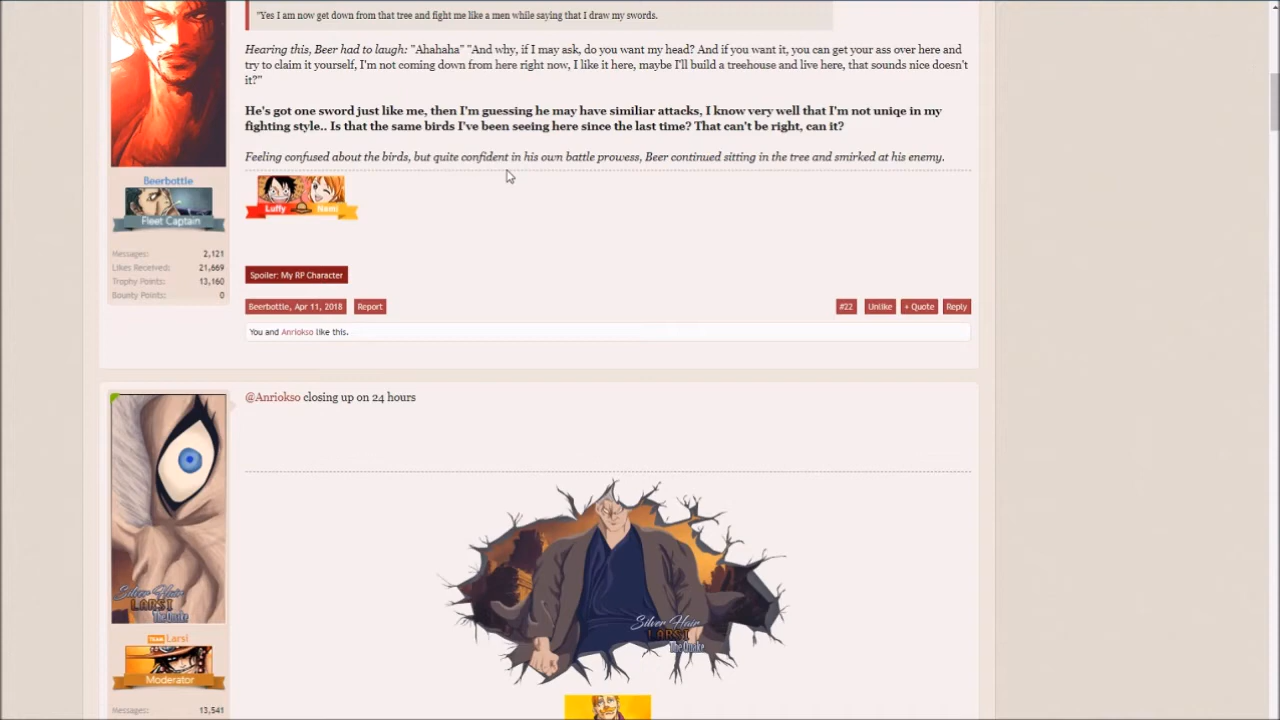 "Yes I am now get down from that tree and fight me like a men while saying that I draw my swords.
Hearing this, Beer had to laugh: "Ahahaha" "And why, if I may ask, do you want my head? And if you want it, you can get your ass over here and
try to claim it yourself, I'm not coming down from here right now, I like it here, maybe I'll build a treehouse and live here, that sounds nice doesn't
it?"
He's got one sword just like me, then I'm guessing he may have similiar attacks, I know very well that I'm not uniqe in my
fighting style.. Is that the same birds I've been seeing here since the last time? That can't be right, can it?
Feeling confused about the birds, but quite confident in his own battle prowess, Beer continued sitting in the tree and smirked at his enemy.
Beerbottle
Fleet Captain
Luffy Nami
Messages: 2,121
Likes Received: 21,669
Trophy Points: 13,160
Bounty Points: 0
Spoiler: My RP Character
Beerbottle, Apr 11, 2018 Report #22 Unlike + Quote Reply
You and Anriokso like this.
@Anriokso closing up on 24 hours
Silver Hair
LARSI
The Quake
Silver Hair
LARSI
The Quake
TEAM Larsi
Moderator
Messages: 13,541